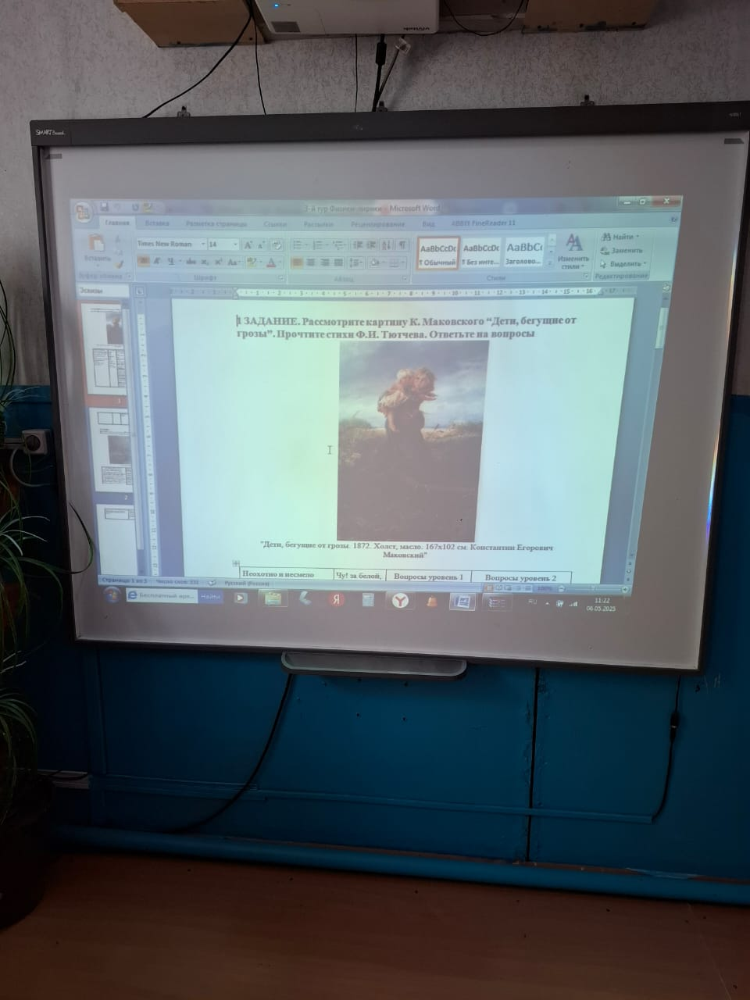 vivitek
SMART Board
3-й тур Физики-лирики - Microsoft Word
Главная Вставка Разметка страницы Ссылки Рассылки Рецензирование Вид ABBYY FineReader 11
Вставить
Буфер обмена
Times New Roman 14
Шрифт
Абзац
AaBbCcDc AaBbCcDc AaBbCc
¶ Обычный ¶ Без инте... Заголово...
Стили
Изменить стили
Найти
Заменить
Выделить
Редактирование
Эскизы
1
2
1 ЗАДАНИЕ. Рассмотрите картину К. Маковского “Дети, бегущие от
грозы”. Прочтите стихи Ф.И. Тютчева. Ответьте на вопросы
"Дети, бегущие от грозы. 1872. Холст, масло. 167х102 см. Константин Егорович
Маковский"
Неохотно и несмело Чу! за белой, Вопросы уровень 1 Вопросы уровень 2
Страница: 1 из 3 Число слов: 331 Русский (Россия) 100%
Бесплатный Найти
RU
11:22
06.05.2025